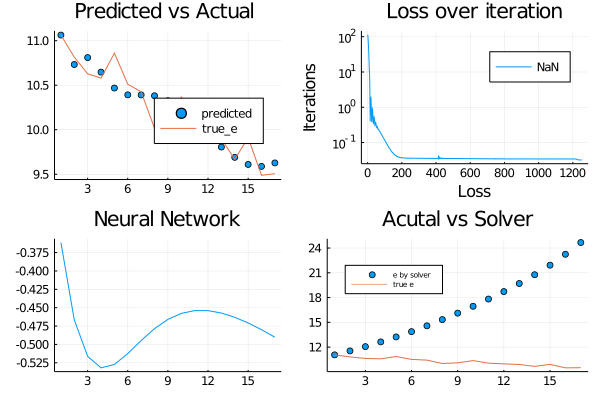 Predicted vs Actual
11.0
10.5
10.0
9.5
predicted
true_e
3 6 9 12 15
Loss over iteration
Iterations
10²
10¹
10⁰
10⁻¹
NaN
0 200 400 600 800 1000 1200
Loss
Neural Network
-0.375
-0.400
-0.425
-0.450
-0.475
-0.500
-0.525
3 6 9 12 15
Acutal vs Solver
24
21
18
15
12
e by solver
true e
3 6 9 12 15